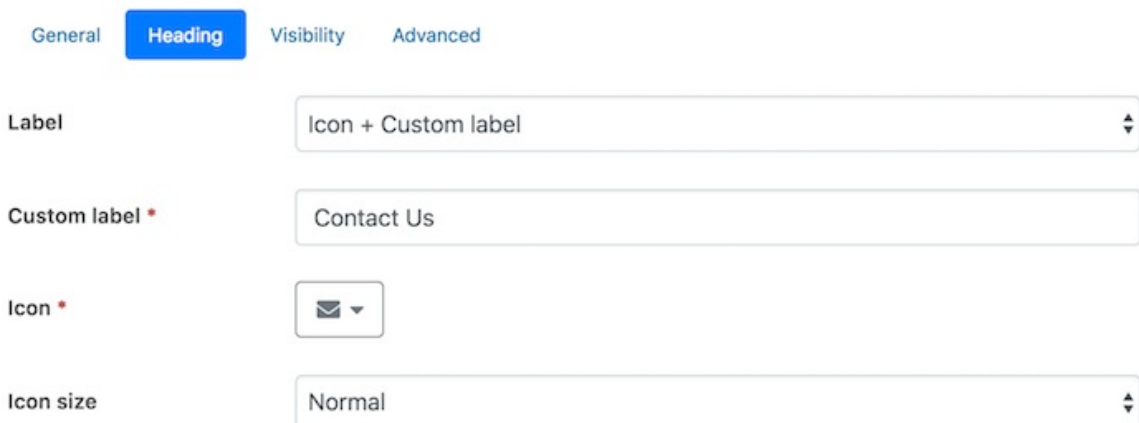 General Heading Visibility Advanced
Label Icon + Custom label
Custom label * Contact Us
Icon *
Icon size Normal